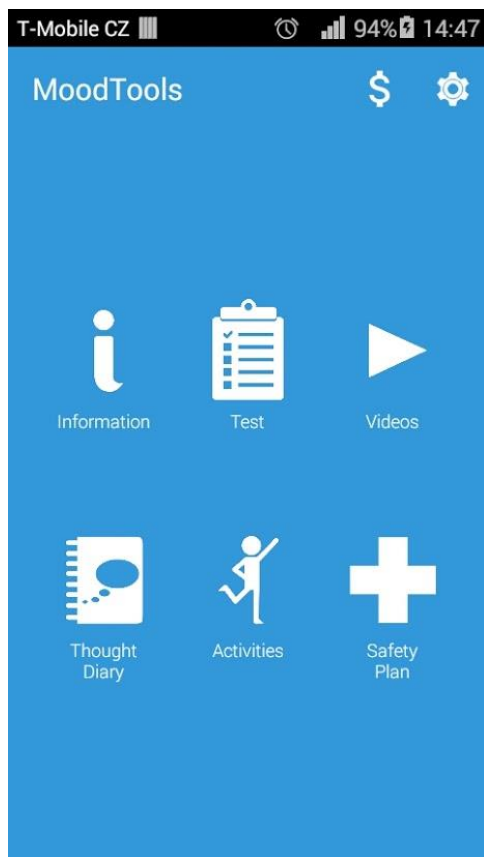 T-Mobile CZ 94% 14:47
MoodTools $
Information Test Videos
Thought Activities Safety
Diary Plan